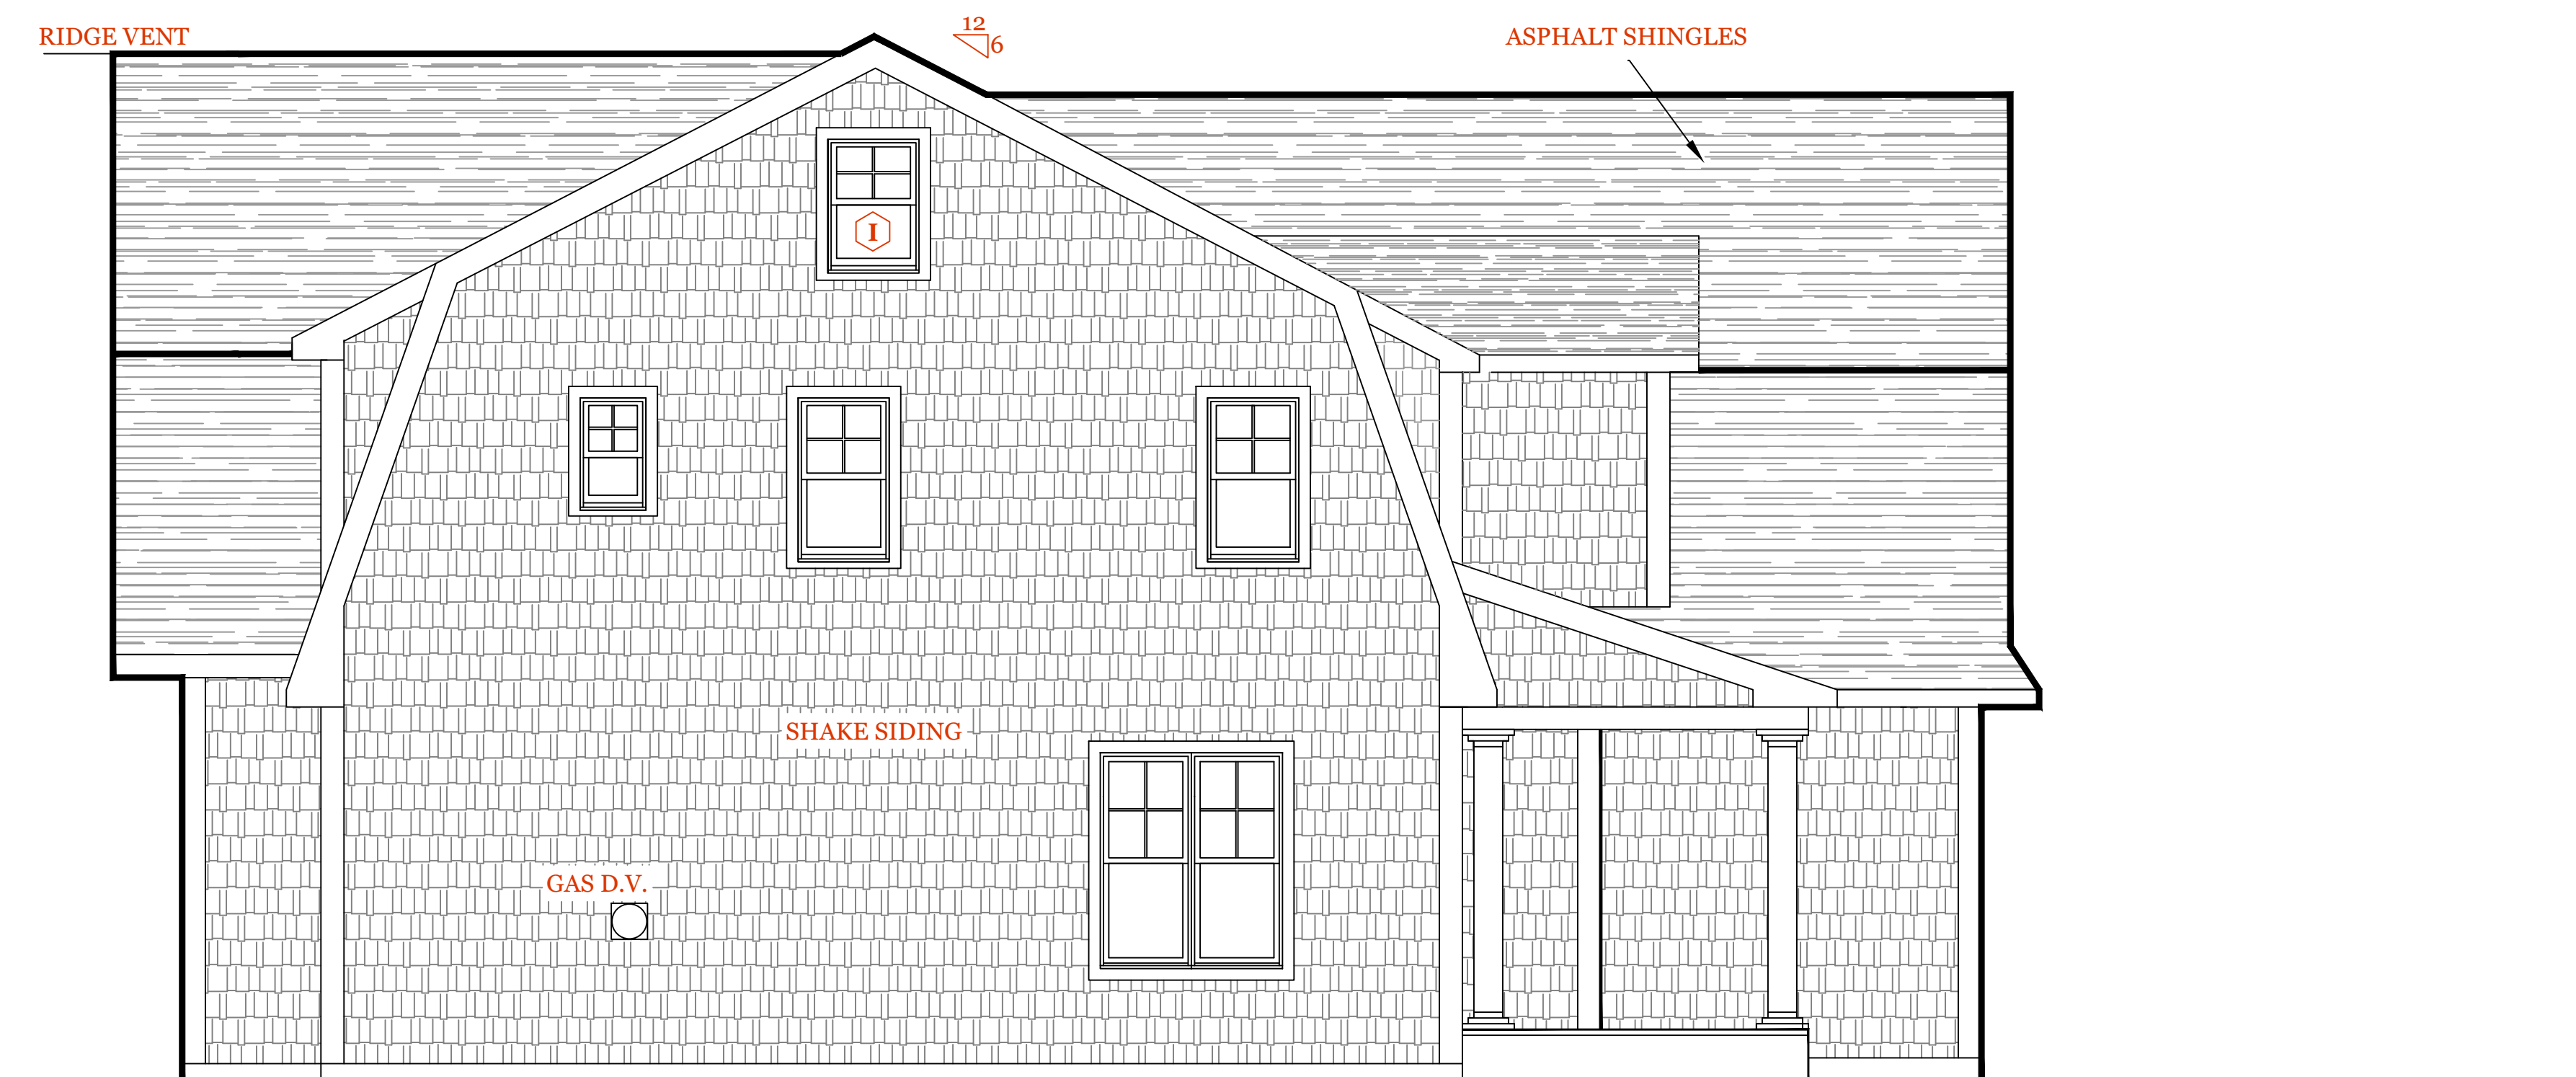 12
RIDGE VENT
6
ASPHALT SHINGLES
I
SHAKE SIDING
GAS D.V.